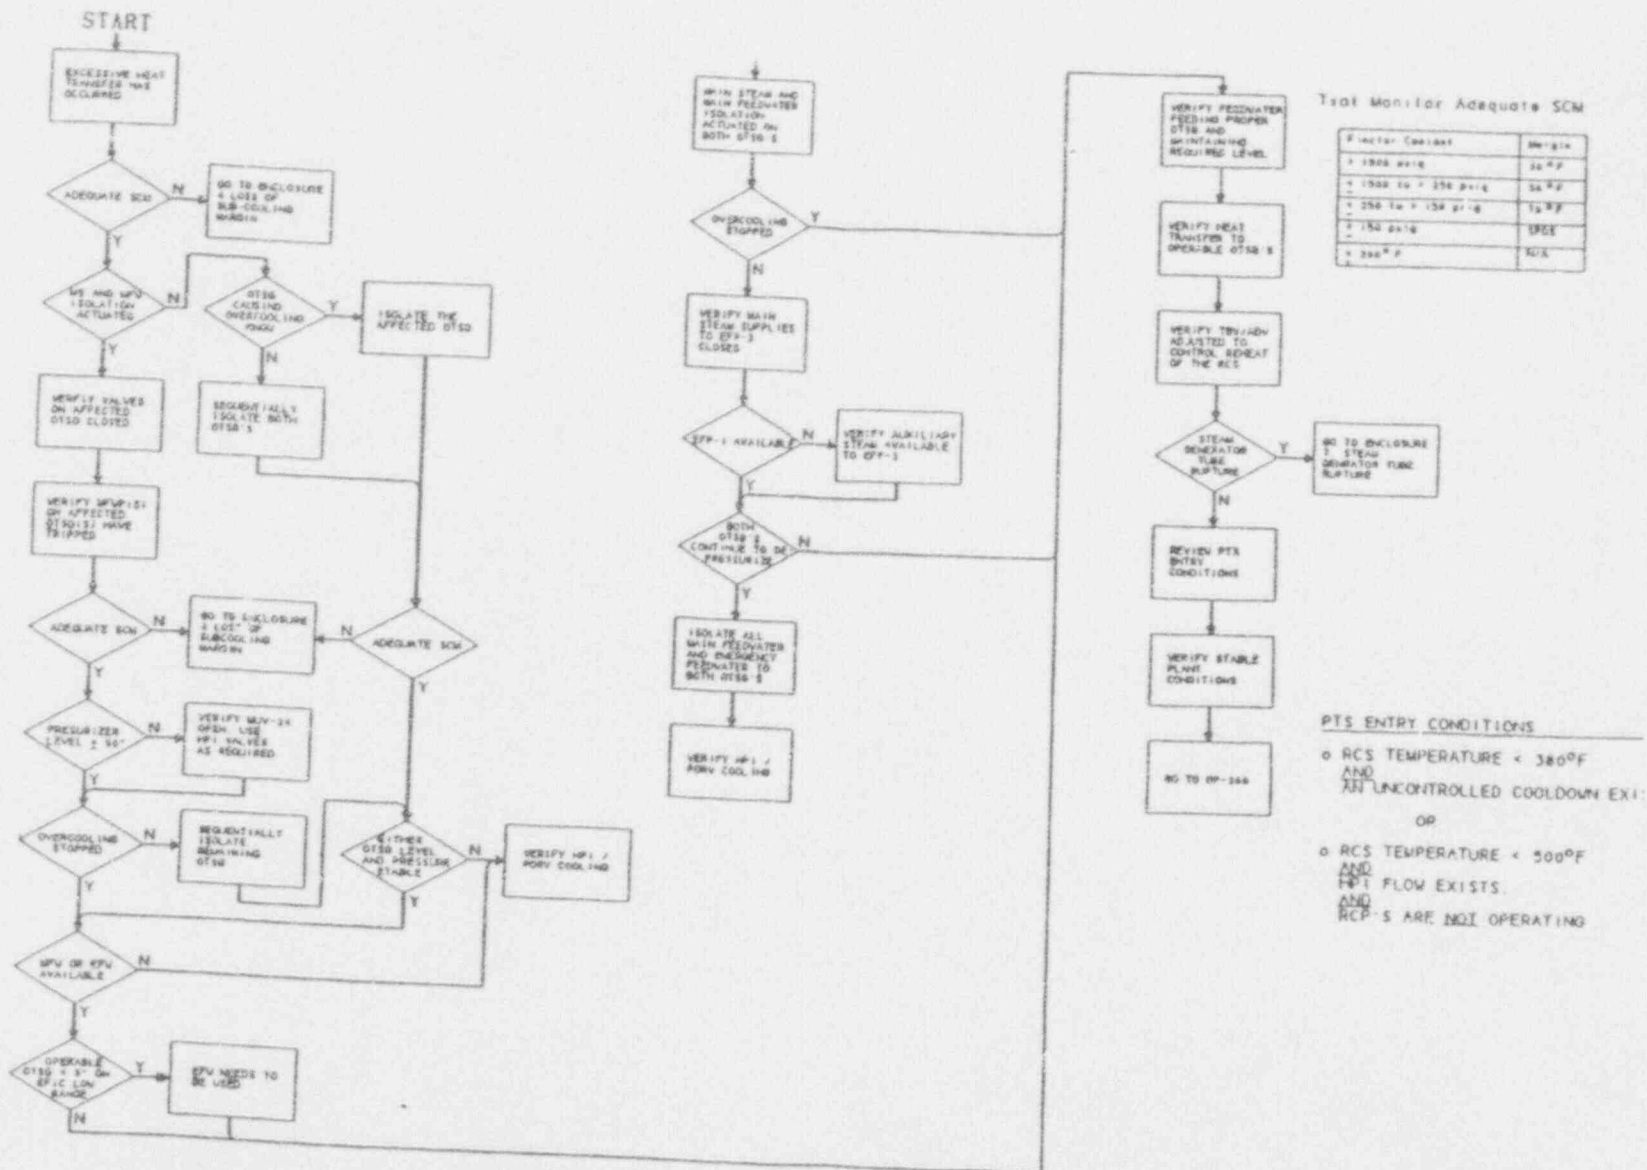 START
EXCESSIVE HEAT
TRANSFER HAS
OCCURRED
ADEQUATE SCM
N
GO TO ENCLOSURE
4 LOSS OF
SUB-COOLING
MARGIN
Y
MS AND MFW
ISOLATION
ACTUATED
N
Y
OTSG
CAUSING
OVERCOOLING
Y
ISOLATE THE
AFFECTED OTSG
N
VERIFY VALVES
ON AFFECTED
OTSG CLOSED
SEQUENTIALLY
ISOLATE BOTH
OTSG'S
VERIFY MFWP(S)
ON AFFECTED
OTSG(S) HAVE
TRIPPED
ADEQUATE SCM
N
GO TO ENCLOSURE
4 LOSS OF
SUBCOOLING
MARGIN
N
ADEQUATE SCM
Y
Y
PRESURIZER
LEVEL
N
VERIFY MUV-24
OPEN. USE
HPI VALVES
AS REQUIRED
Y
OVERCOOLING
STOPPED
N
SEQUENTIALLY
ISOLATE
REMAINING
OTSG
Y
EITHER
OTSG LEVEL
AND PRESSURE
STABLE
N
VERIFY HPI /
PORV COOLING
Y
MFW OR EFW
AVAILABLE
N
Y
OPERABLE
OTSG < 5" ON
EFIC LOW
RANGE
Y
EFW NEEDS TO
BE USED
N
MAIN STEAM AND
MAIN FEEDWATER
ISOLATION
ACTUATED ON
BOTH OTSG'S
OVERCOOLING
STOPPED
Y
N
VERIFY MAIN
STEAM SUPPLIES
TO
CLOSES
AVAILABLE
N
VERIFY AUXILIARY
STEAM AVAILABLE
TO
Y
BOTH
OTSG'S
CONTINUE TO DE-
PRESSURIZE
N
Y
ISOLATE ALL
MAIN FEEDWATER
AND EMERGENCY
FEEDWATER TO
BOTH OTSG'S
VERIFY HPI /
PORV COOLING
VERIFY FEEDWATER
FEEDING PROPER
OTSG AND
MAINTAINING
REQUIRED LEVEL
VERIFY HEAT
TRANSFER TO
OPERABLE OTSG'S
VERIFY TBV/ADV
ADJUSTED TO
CONTROL REHEAT
OF THE RCS
STEAM
GENERATOR
TUBE
RUPTURE
Y
GO TO ENCLOSURE
7 STEAM
GENERATOR TUBE
RUPTURE
N
REVIEW PTS
ENTRY
CONDITIONS
VERIFY STABLE
PLANT
CONDITIONS
GO TO
Tsat Monitor Adequate SCM
Reactor Coolant Margin
PTS ENTRY CONDITIONS
o RCS TEMPERATURE < 380°F
AND
AN UNCONTROLLED COOLDOWN EXI
OR
o RCS TEMPERATURE < 500°F
AND
HPI FLOW EXISTS.
AND
RCP'S ARE NOT OPERATING